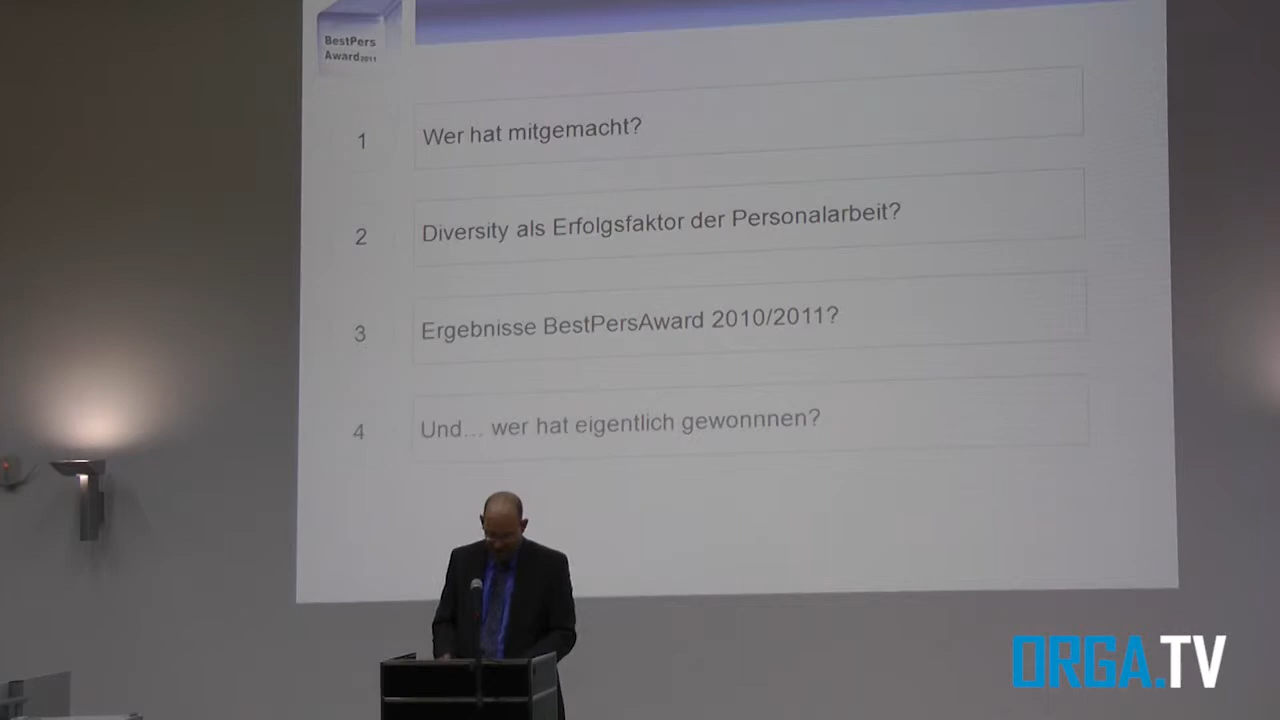 BestPers
Award2011
1 Wer hat mitgemacht?
2 Diversity als Erfolgsfaktor der Personalarbeit?
3 Ergebnisse BestPersAward 2010/2011?
4 Und... wer hat eigentlich gewonnnen?
ORGA.TV